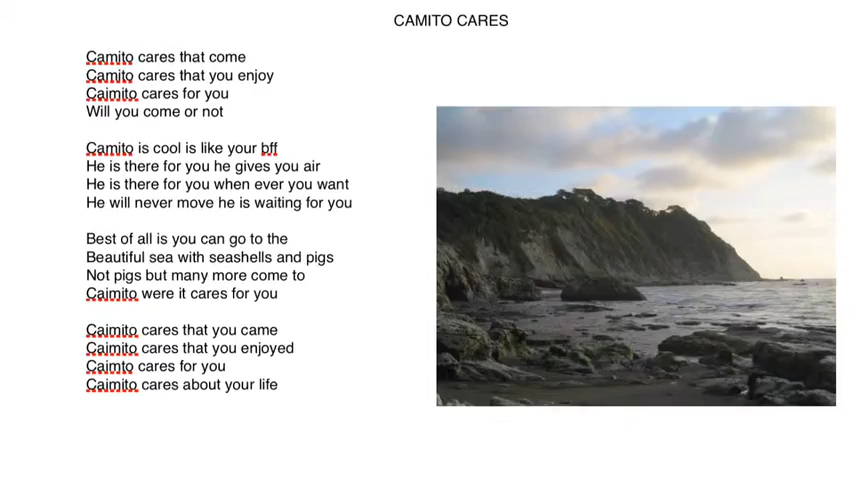 CAMITO CARES
Camito cares that come
Camito cares that you enjoy
Caimito cares for you
Will you come or not
Camito is cool is like your bff
He is there for you he gives you air
He is there for you when ever you want
He will never move he is waiting for you
Best of all is you can go to the
Beautiful sea with seashells and pigs
Not pigs but many more come to
Caimito were it cares for you
Caimito cares that you came
Caimito cares that you enjoyed
Caimto cares for you
Caimito cares about your life